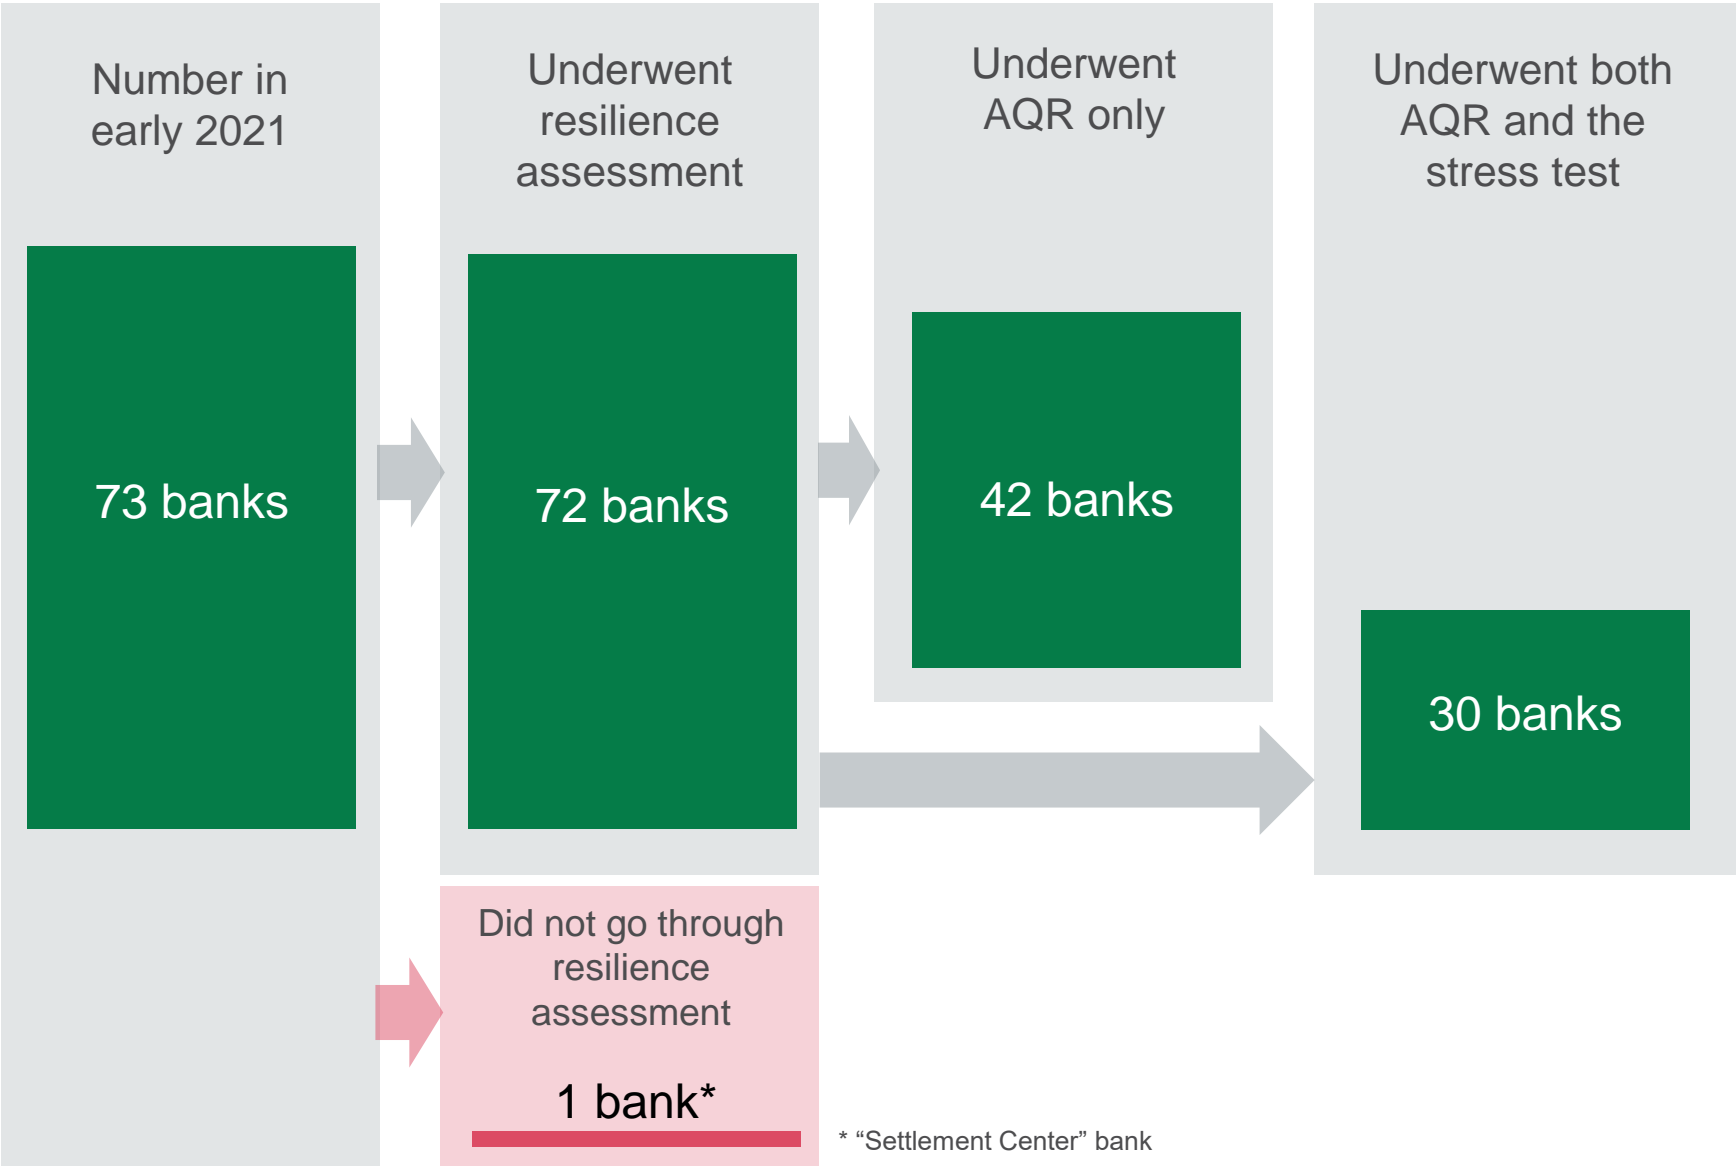 Number in
early 2021
73 banks
Underwent
resilience
assessment
72 banks
Did not go through
resilience
assessment
1 bank*
Underwent
AQR only
42 banks
Underwent both
AQR and the
stress test
30 banks
* “Settlement Center” bank